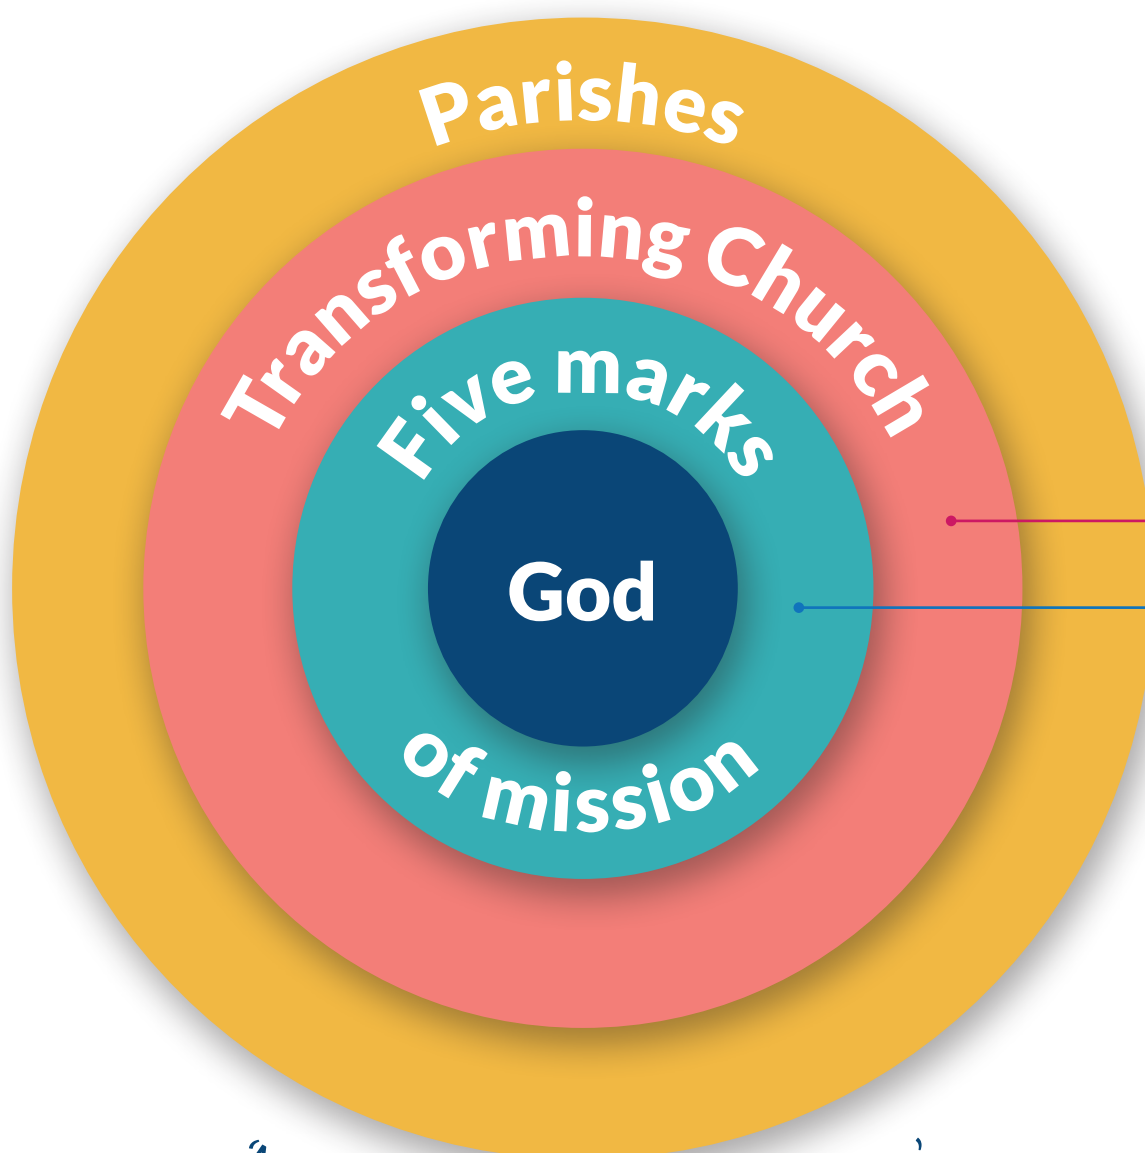 Parishes
Transforming Church
Five marks
God
of mission